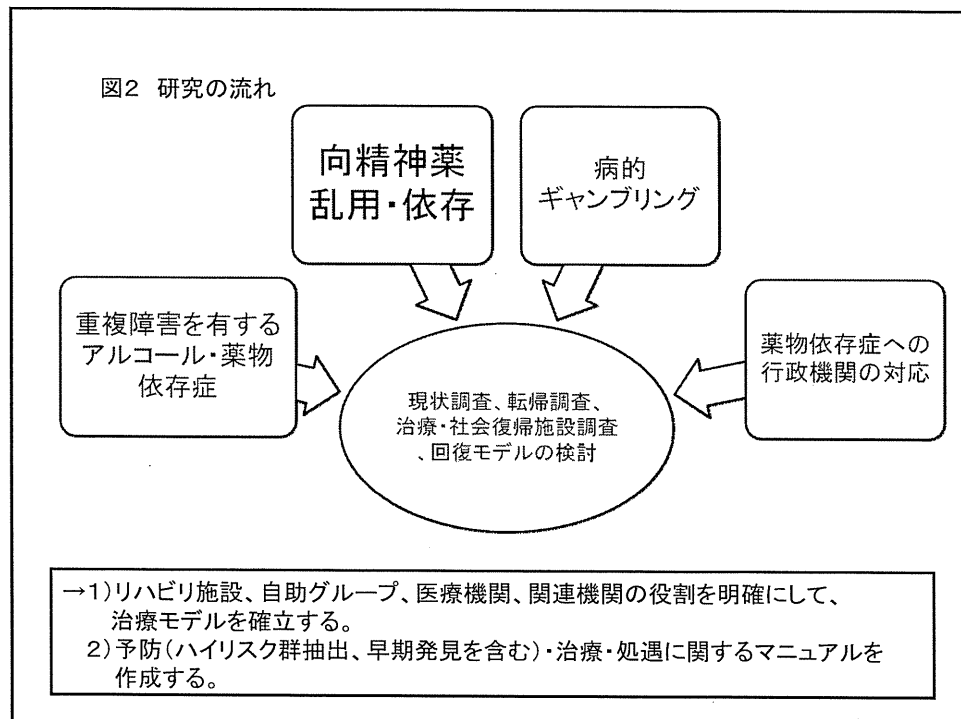 図2 研究の流れ
向精神薬
乱用・依存
病的
ギャンブリング
重複障害を有する
アルコール・薬物
依存症
薬物依存症への
行政機関の対応
現状調査、転帰調査、
治療・社会復帰施設調査
、回復モデルの検討
→1)リハビリ施設、自助グループ、医療機関、関連機関の役割を明確にして、
治療モデルを確立する。
2)予防(ハイリスク群抽出、早期発見を含む)・治療・処遇に関するマニュアルを
作成する。